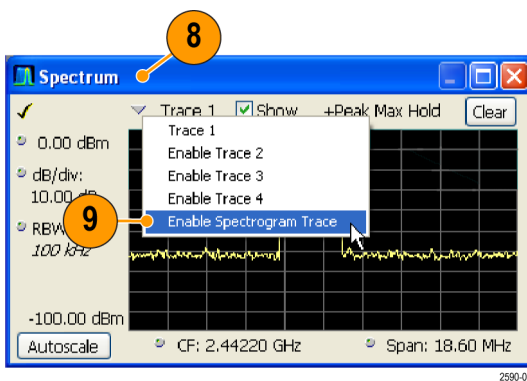 8
Spectrum
Trace 1 Show +Peak Max Hold Clear
Trace 1
Enable Trace 2
Enable Trace 3
Enable Trace 4
Enable Spectrogram Trace
0.00 dBm
dB/div:
10.00 dB
9
RBW
100 kHz
-100.00 dBm
Autoscale CF: 2.44220 GHz Span: 18.60 MHz
2590-0